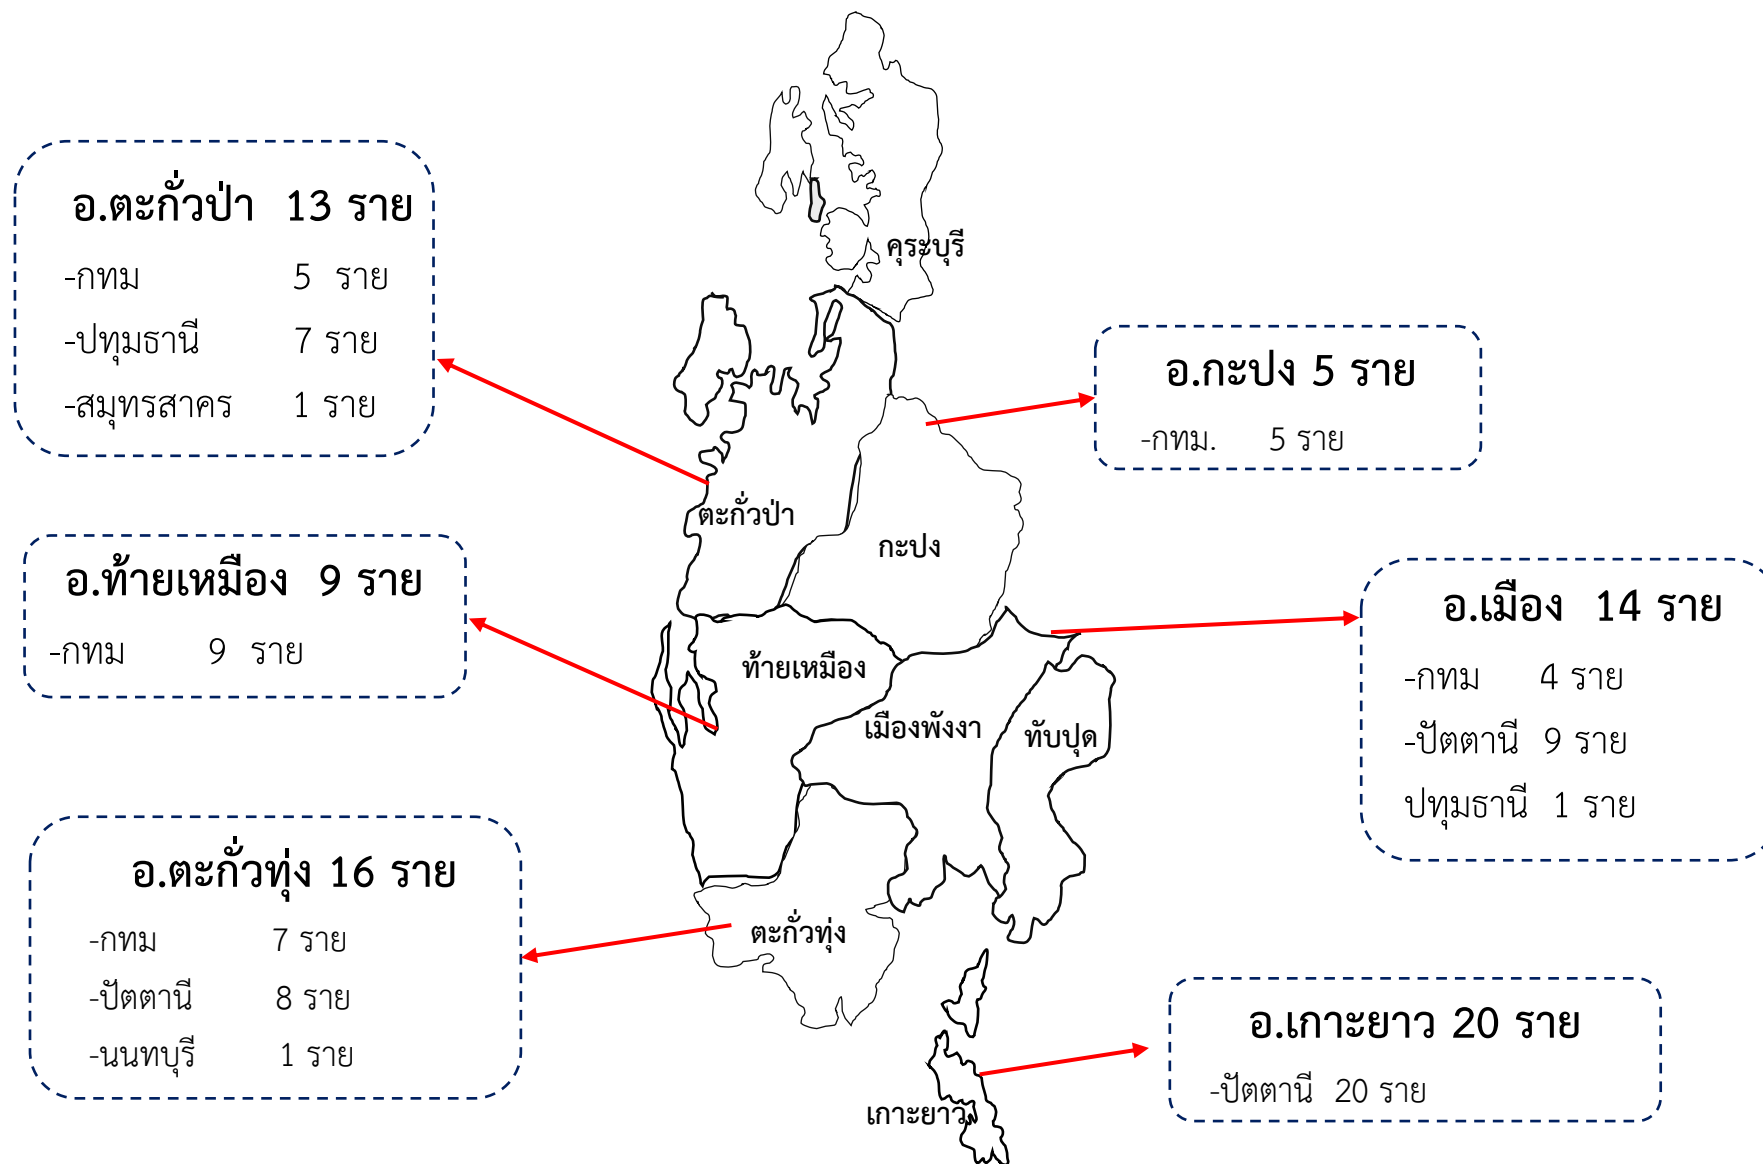 อ.ตะกั่วป่า 13 ราย
-กทม 5 ราย
-ปทุมธานี 7 ราย
-สมุทรสาคร 1 ราย
อ.ท้ายเหมือง 9 ราย
-กทม 9 ราย
อ.ตะกั่วทุ่ง 16 ราย
-กทม 7 ราย
-ปัตตานี 8 ราย
-นนทบุรี 1 ราย
คุระบุรี
ตะกั่วป่า
กะปง
ท้ายเหมือง
เมืองพังงา
ทับปุด
ตะกั่วทุ่ง
เกาะยาว
อ.กะปง 5 ราย
-กทม. 5 ราย
อ.เมือง 14 ราย
-กทม 4 ราย
-ปัตตานี 9 ราย
ปทุมธานี 1 ราย
อ.เกาะยาว 20 ราย
-ปัตตานี 20 ราย